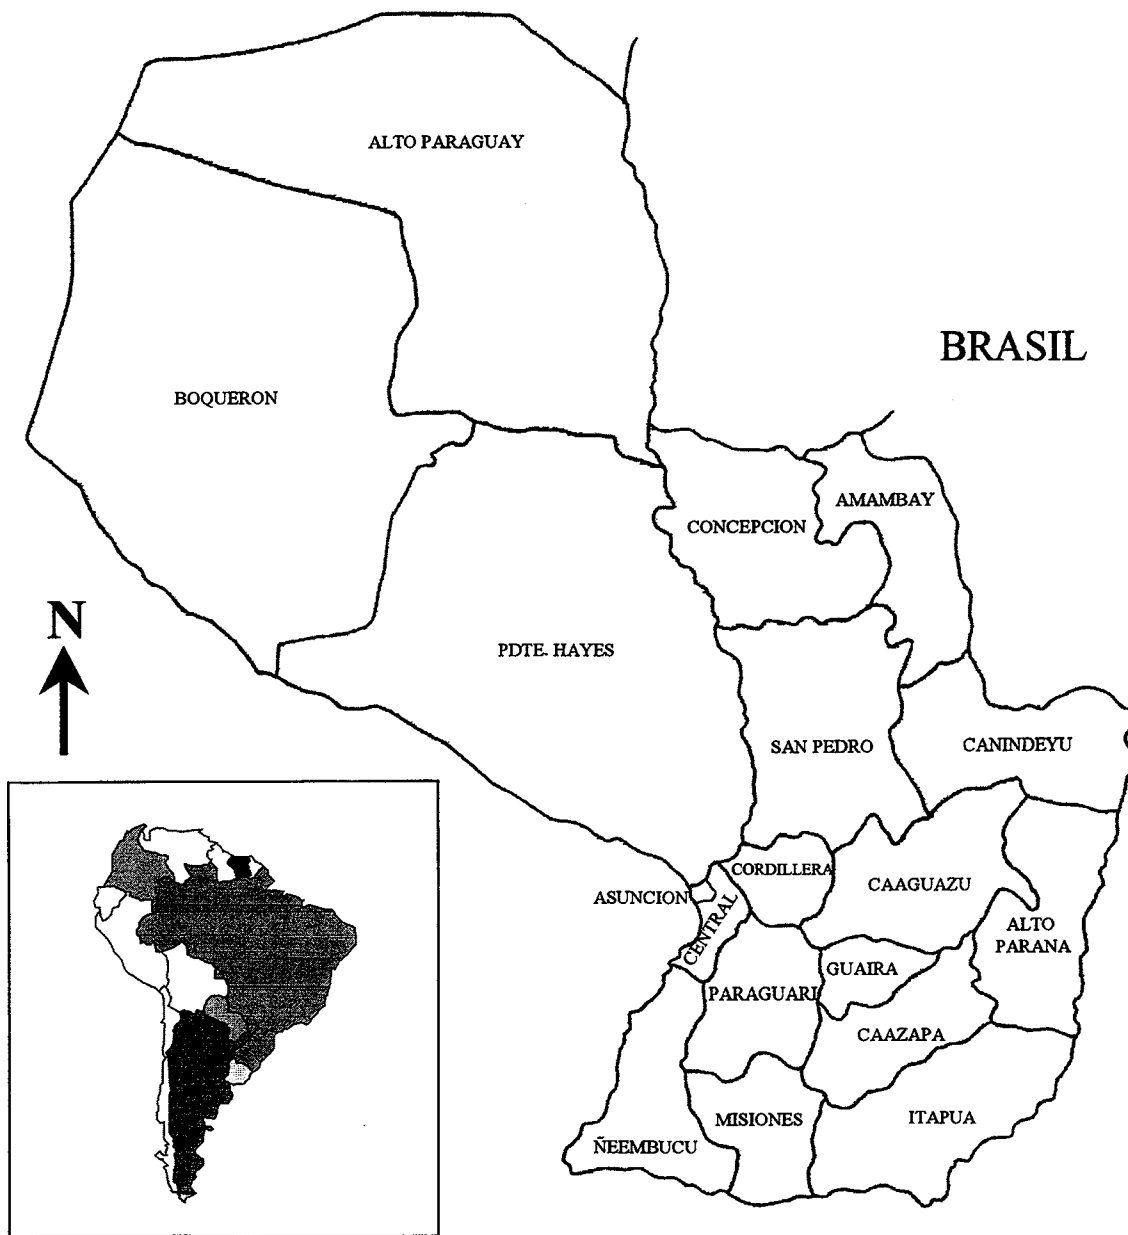 ALTO PARAGUAY
BRASIL
BOQUERON
AMAMBAY
CONCEPCION
N
PDTE. HAYES
SAN PEDRO
CANINDEYU
CORDILLERA
CAAGUAZU
ASUNCION
CENTRAL
ALTO
PARANA
GUAIRA
PARAGUARI
CAAZAPA
MISIONES
ITAPUA
ÑEEMBUCU